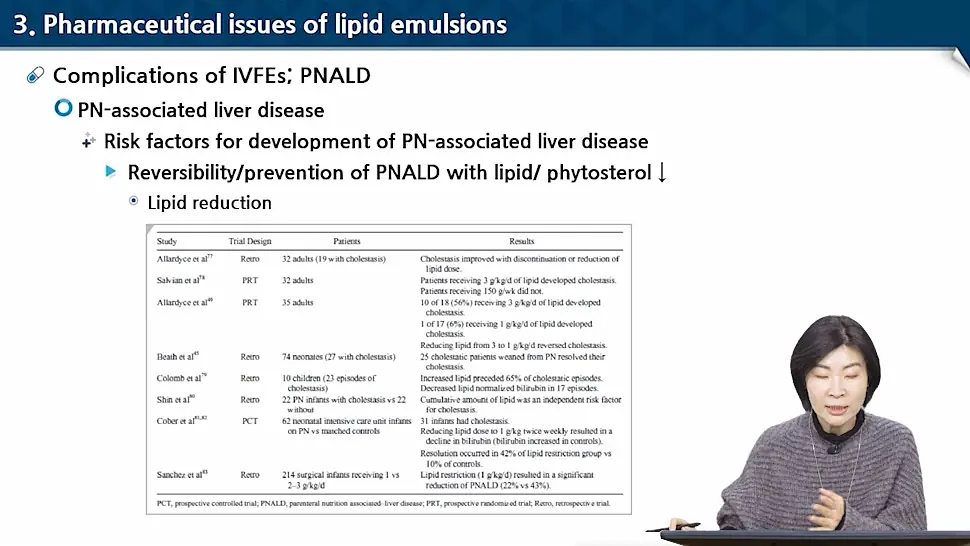 3. Pharmaceutical issues of lipid emulsions
Complications of IVFEs; PNALD
PN-associated liver disease
Risk factors for development of PN-associated liver disease
Reversibility/prevention of PNALD with lipid/ phytosterol↓
Lipid reduction
Study Trial Design Patients Results
Allardyce et al77 Retro 32 adults (19 with cholestasis) Cholestasis improved with discontinuation or reduction of
lipid dose.
Salvian et al78 PRT 32 adults Patients receiving 3 g/kg/d of lipid developed cholestasis.
Patients receiving 150 g/wk did not.
Allardyce et al PRT 35 adults 10 of 18 (56%) receiving 3 g/kg/d of lipid developed
cholestasis.
1 of 17 (6%) receiving 1 g/kg/d of lipid developed
cholestasis.
Reducing lipid from 3 to 1 g/kg/d reversed cholestasis.
Beath et al Retro 74 neonates (27 with cholestasis) 25 cholestatic patients weaned from PN resolved their
cholestasis.
Colomb et al79 Retro 10 children (23 episodes of Increased lipid preceded 65% of cholestatic episodes.
cholestasis) Decreased lipid normalized bilirubin in 17 episodes.
Shin et al80 Retro 22 PN infants with cholestasis vs 22 Cumulative amount of lipid was an independent risk factor
without for cholestasis.
Cober et al81,82 PCT 62 neonatal intensive care unit infants 31 infants had cholestasis.
on PN vs matched controls Reducing lipid dose to 1 g/kg twice weekly resulted in a
decline in bilirubin (bilirubin increased in controls).
Resolution occurred in 42% of lipid restriction group vs
10% of controls.
Sanchez et al83 Retro 214 surgical infants receiving 1 vs Lipid restriction (1 g/kg/d) resulted in a significant
2–3 g/kg/d reduction of PNALD (22% vs 43%).
PCT, prospective controlled trial; PNALD, parenteral nutrition associated–liver disease; PRT, prospective randomized trial; Retro, retrospective trial.